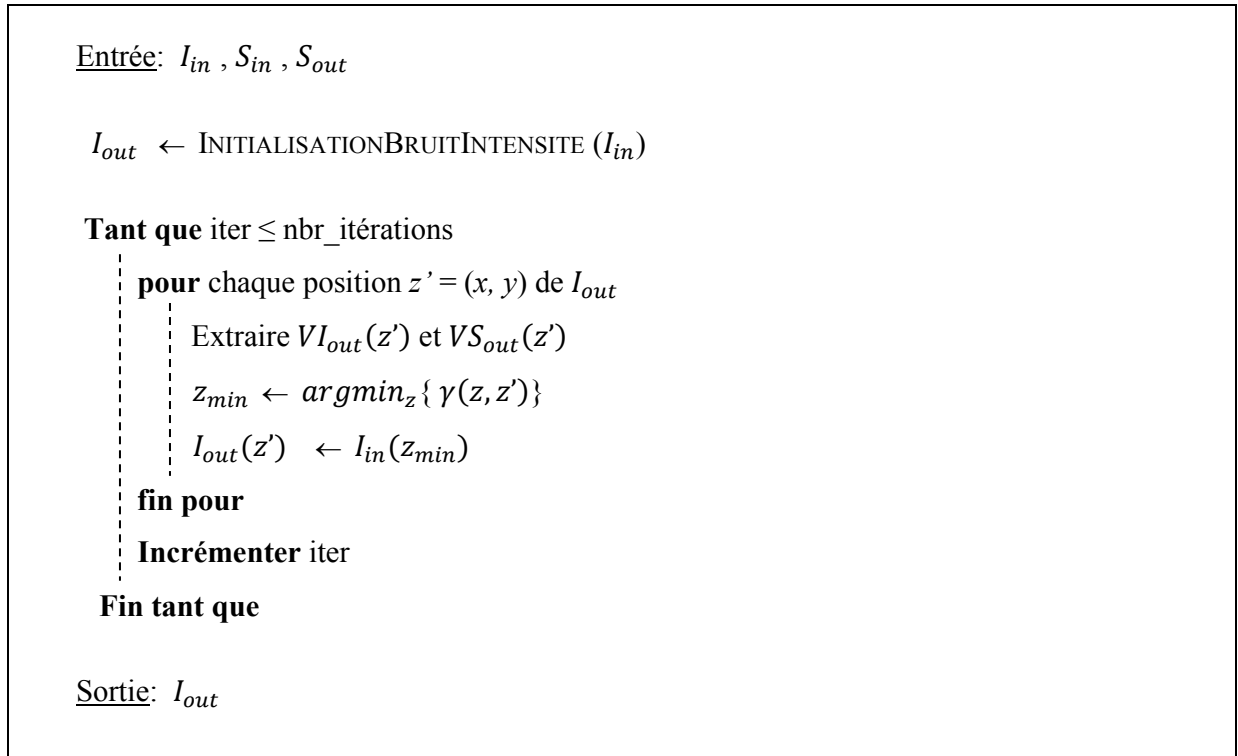 Entrée: I_in , S_in , S_out
I_out ← INITIALISATIONBRUITINTENSITE (I_in)
Tant que iter ≤ nbr_itérations
pour chaque position z’ = (x, y) de I_out
Extraire VI_out(z’) et VS_out(z’)
z_min ← argmin_z{ γ(z, z’)}
I_out(z’) ← I_in(z_min)
fin pour
Incrémenter iter
Fin tant que
Sortie: I_out